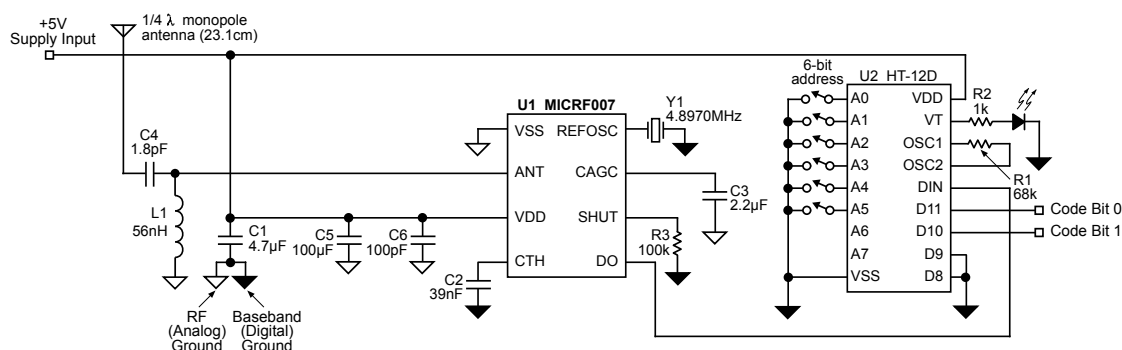 +5V
Supply Input
1/4 λ monopole
antenna (23.1cm)
6-bit
address
U2 HT-12D
U1 MICRF007
Y1
4.8970MHz
C4
1.8pF
L1
56nH
C1
4.7µF
C5
100µF
C6
100pF
C2
39nF
VSS
REFOSC
ANT
CAGC
VDD
SHUT
CTH
DO
C3
2.2µF
R3
100k
RF
(Analog)
Ground
Baseband
(Digital)
Ground
A0
VDD
A1
VT
A2
OSC1
A3
OSC2
A4
DIN
A5
D11
A6
D10
A7
D9
VSS
D8
R2
1k
R1
68k
Code Bit 0
Code Bit 1